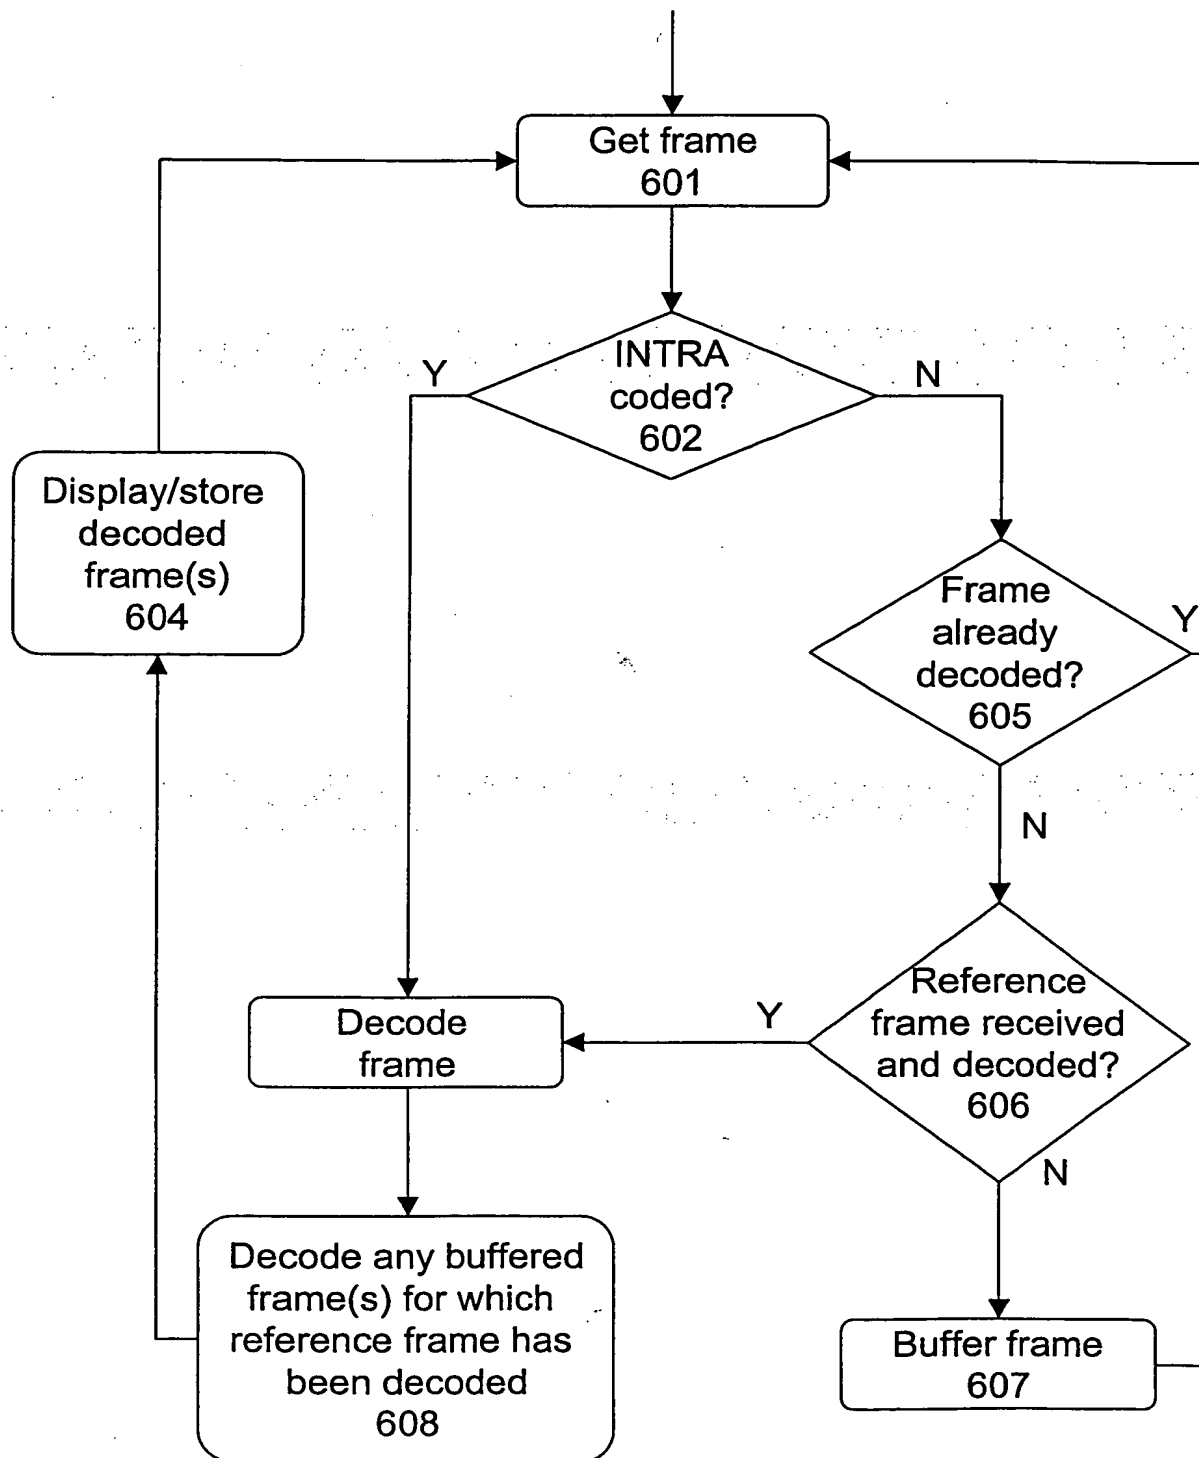 Get frame
601
INTRA
coded?
602
Y
N
Display/store
decoded
frame(s)
604
Frame
already
decoded?
605
Y
N
Reference
frame received
and decoded?
606
Y
N
Decode
frame
Decode any buffered
frame(s) for which
reference frame has
been decoded
608
Buffer frame
607